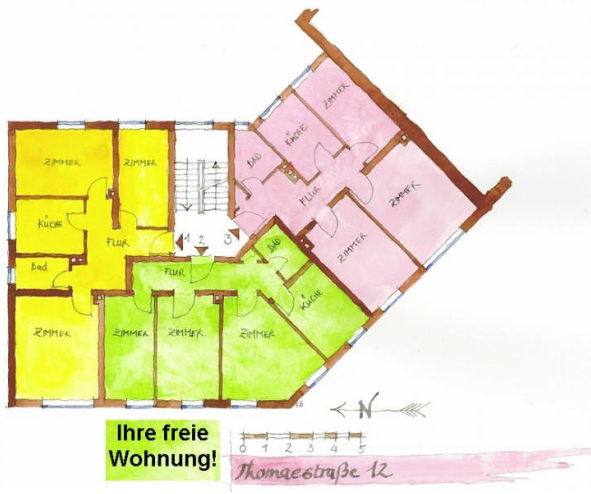 ZIMMER
ZIMMER
KÜCHE
BAD
ZIMMER
ZIMMER
KÜCHE
FLUR
Bad
ZIMMER
1
2
3
FLUR
ZIMMER
ZIMMER
ZIMMER
BAD
KÜCHE
FLUR
ZIMMER
ZIMMER
N
0 1 2 3 4 5
Ihre freie
Wohnung!
Thomaestraße 12